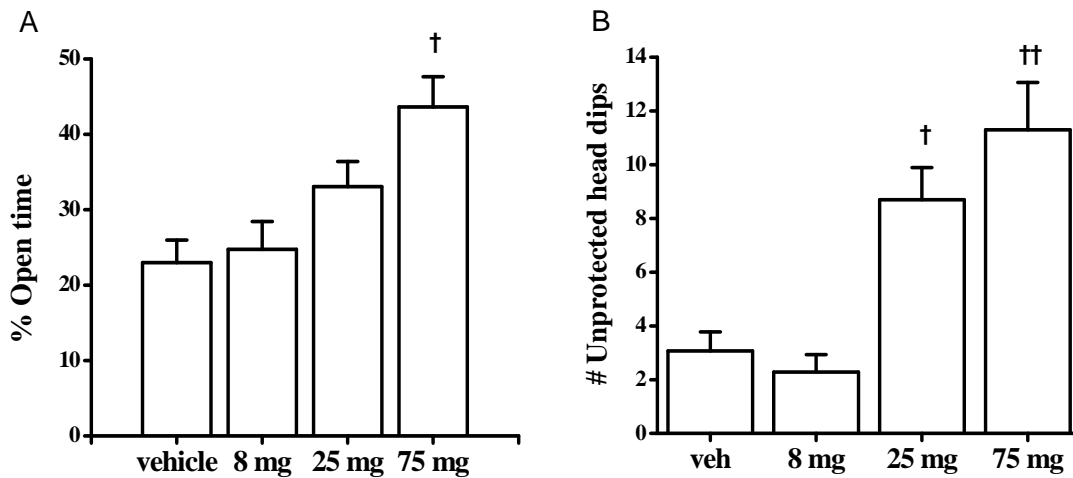 A
% Open time
50
40
30
20
10
0
†
vehicle 8 mg 25 mg 75 mg
B
# Unprotected head dips
14
12
10
8
6
4
2
0
†
††
veh 8 mg 25 mg 75 mg